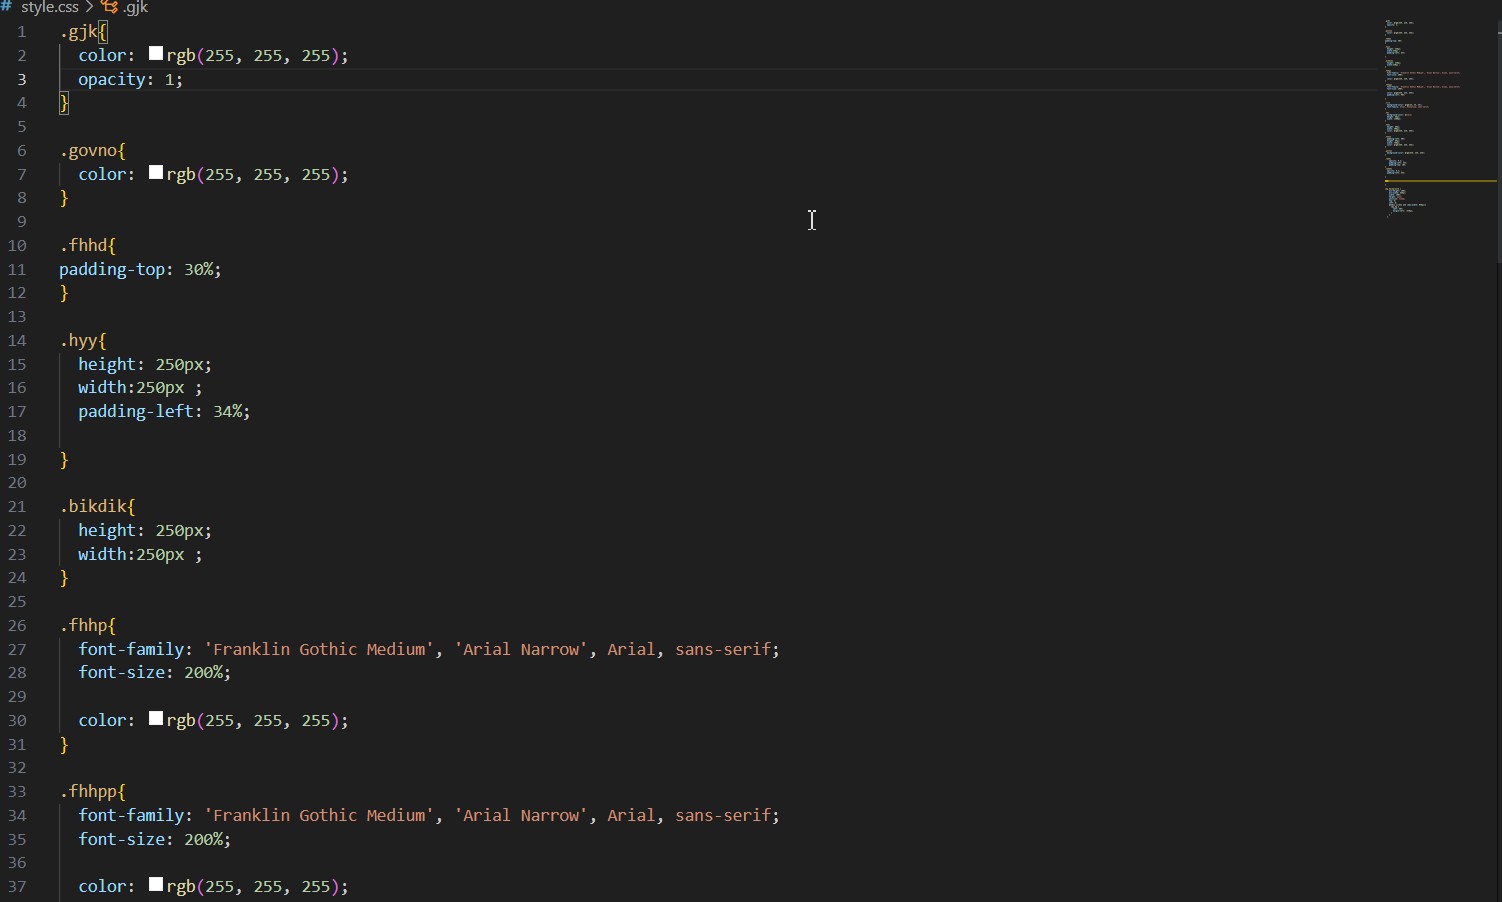 # style.css > .gjk
1 .gjk{
2 color: rgb(255, 255, 255);
3 opacity: 1;
4 }
5
6 .govno{
7 color: rgb(255, 255, 255);
8 }
9
10 .fhhd{
11 padding-top: 30%;
12 }
13
14 .hyy{
15 height: 250px;
16 width:250px ;
17 padding-left: 34%;
18
19 }
20
21 .bikdik{
22 height: 250px;
23 width:250px ;
24 }
25
26 .fhhp{
27 font-family: 'Franklin Gothic Medium', 'Arial Narrow', Arial, sans-serif;
28 font-size: 200%;
29
30 color: rgb(255, 255, 255);
31 }
32
33 .fhhpp{
34 font-family: 'Franklin Gothic Medium', 'Arial Narrow', Arial, sans-serif;
35 font-size: 200%;
36
37 color: rgb(255, 255, 255);